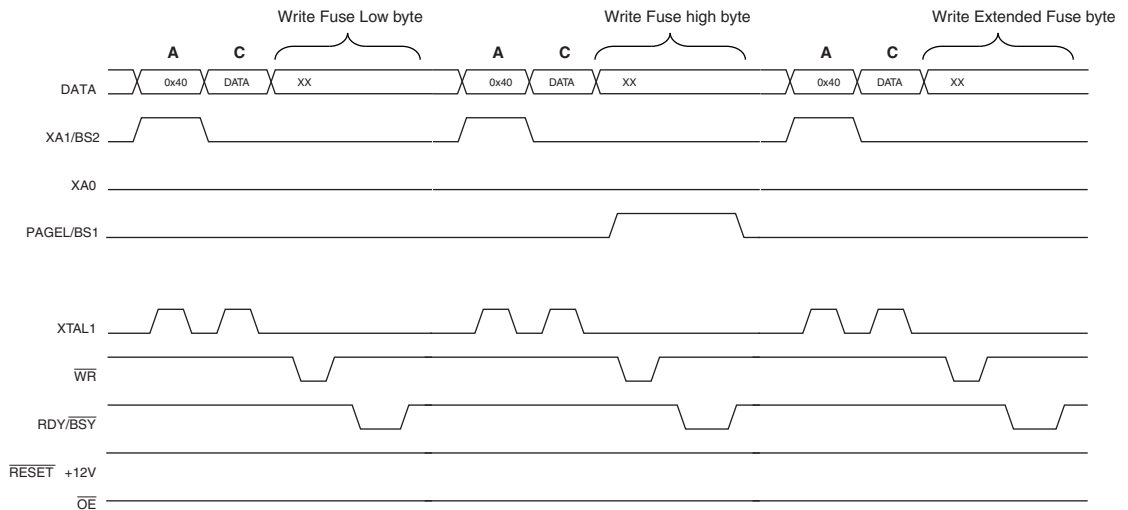 Write Fuse Low byte Write Fuse high byte Write Extended Fuse byte
A C A C A C
DATA 0x40 DATA XX 0x40 DATA XX 0x40 DATA XX
XA1/BS2
XA0
PAGEL/BS1
XTAL1
WR
RDY/BSY
RESET +12V
OE